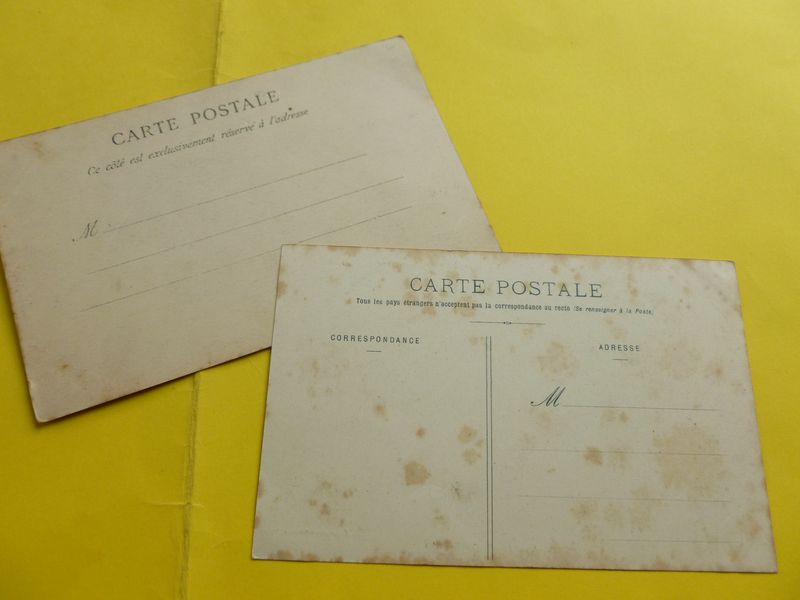 CARTE POSTALE
Ce côté est exclusivement réservé à l'adresse
M
CARTE POSTALE
Tous les pays étrangers n'acceptent pas la correspondance au recto (Se renseigner à la Poste)
CORRESPONDANCE
ADRESSE
M